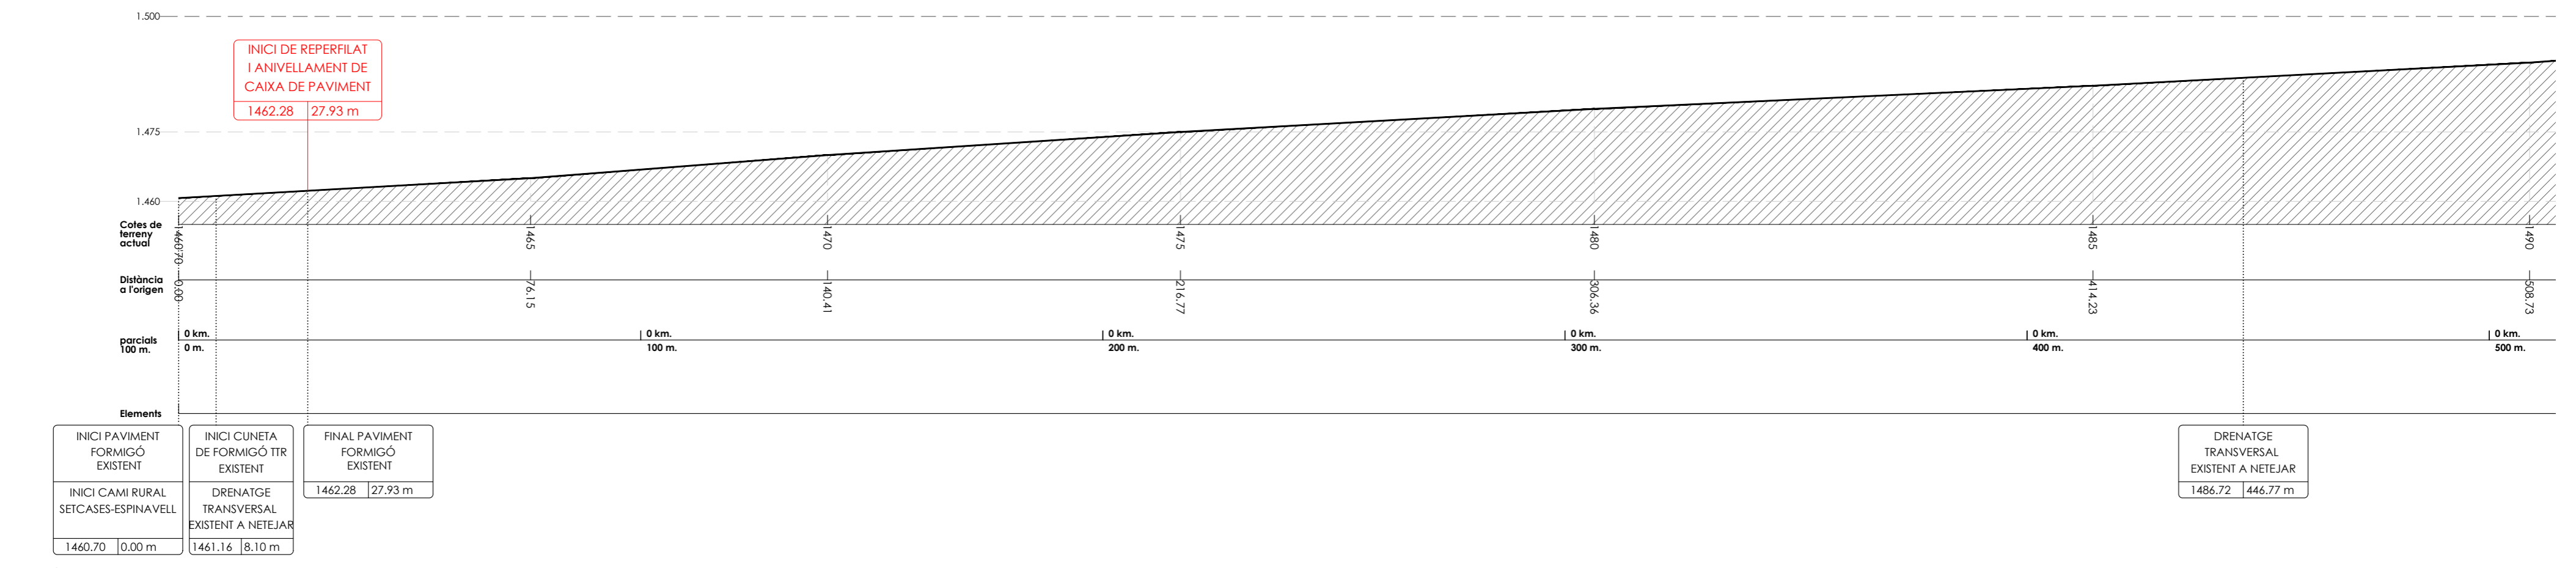 1.500
INICI DE REPERFILAT
I ANIVELLAMENT DE
CAIXA DE PAVIMENT
1462.28 27.93 m
1.475
1.460
Cotes de
terreny
actual
1460.70 1465 1470 1475 1480 1485 1490
Distància
a l'origen
0.00 76.15 140.41 216.77 306.36 414.23 508.73
parcials
100 m.
0 km. 0 km. 0 km. 0 km. 0 km. 0 km.
0 m. 100 m. 200 m. 300 m. 400 m. 500 m.
Elements
INICI PAVIMENT
FORMIGÓ
EXISTENT
INICI CAMI RURAL
SETCASES-ESPINAVELL
1460.70 0.00 m
INICI CUNETA
DE FORMIGÓ TTR
EXISTENT
DRENATGE
TRANSVERSAL
EXISTENT A NETEJAR
1461.16 8.10 m
FINAL PAVIMENT
FORMIGÓ
EXISTENT
1462.28 27.93 m
DRENATGE
TRANSVERSAL
EXISTENT A NETEJAR
1486.72 446.77 m